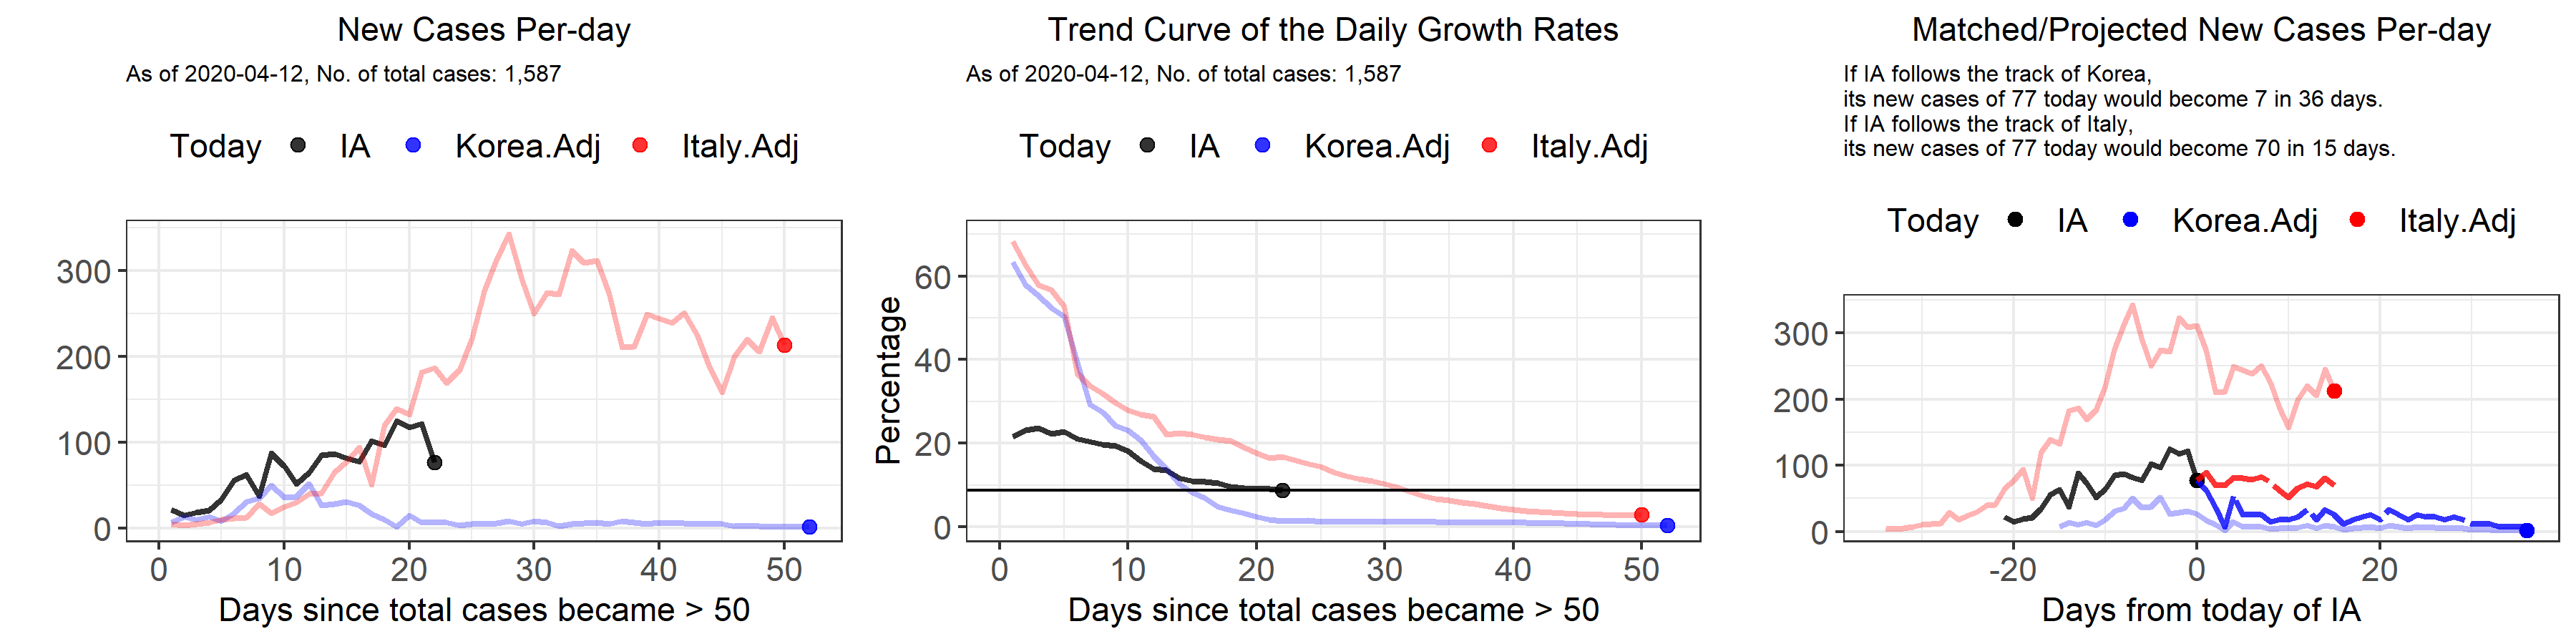 New Cases Per-day
As of 2020-04-12, No. of total cases: 1,587
Today IA Korea.Adj Italy.Adj
300
200
100
0
0 10 20 30 40 50
Days since total cases became > 50
Trend Curve of the Daily Growth Rates
As of 2020-04-12, No. of total cases: 1,587
Today IA Korea.Adj Italy.Adj
Percentage
60
40
20
0
0 10 20 30 40 50
Days since total cases became > 50
Matched/Projected New Cases Per-day
If IA follows the track of Korea,
its new cases of 77 today would become 7 in 36 days.
If IA follows the track of Italy,
its new cases of 77 today would become 70 in 15 days.
Today IA Korea.Adj Italy.Adj
300
200
100
0
-20 0 20
Days from today of IA